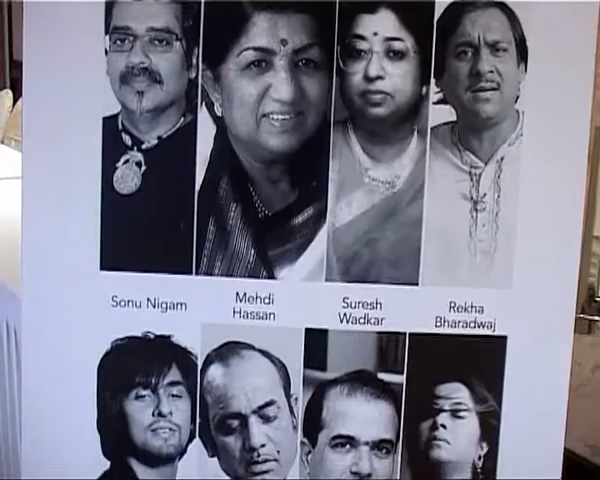 Sonu Nigam
Mehdi
Hassan
Suresh
Wadkar
Rekha
Bharadwaj